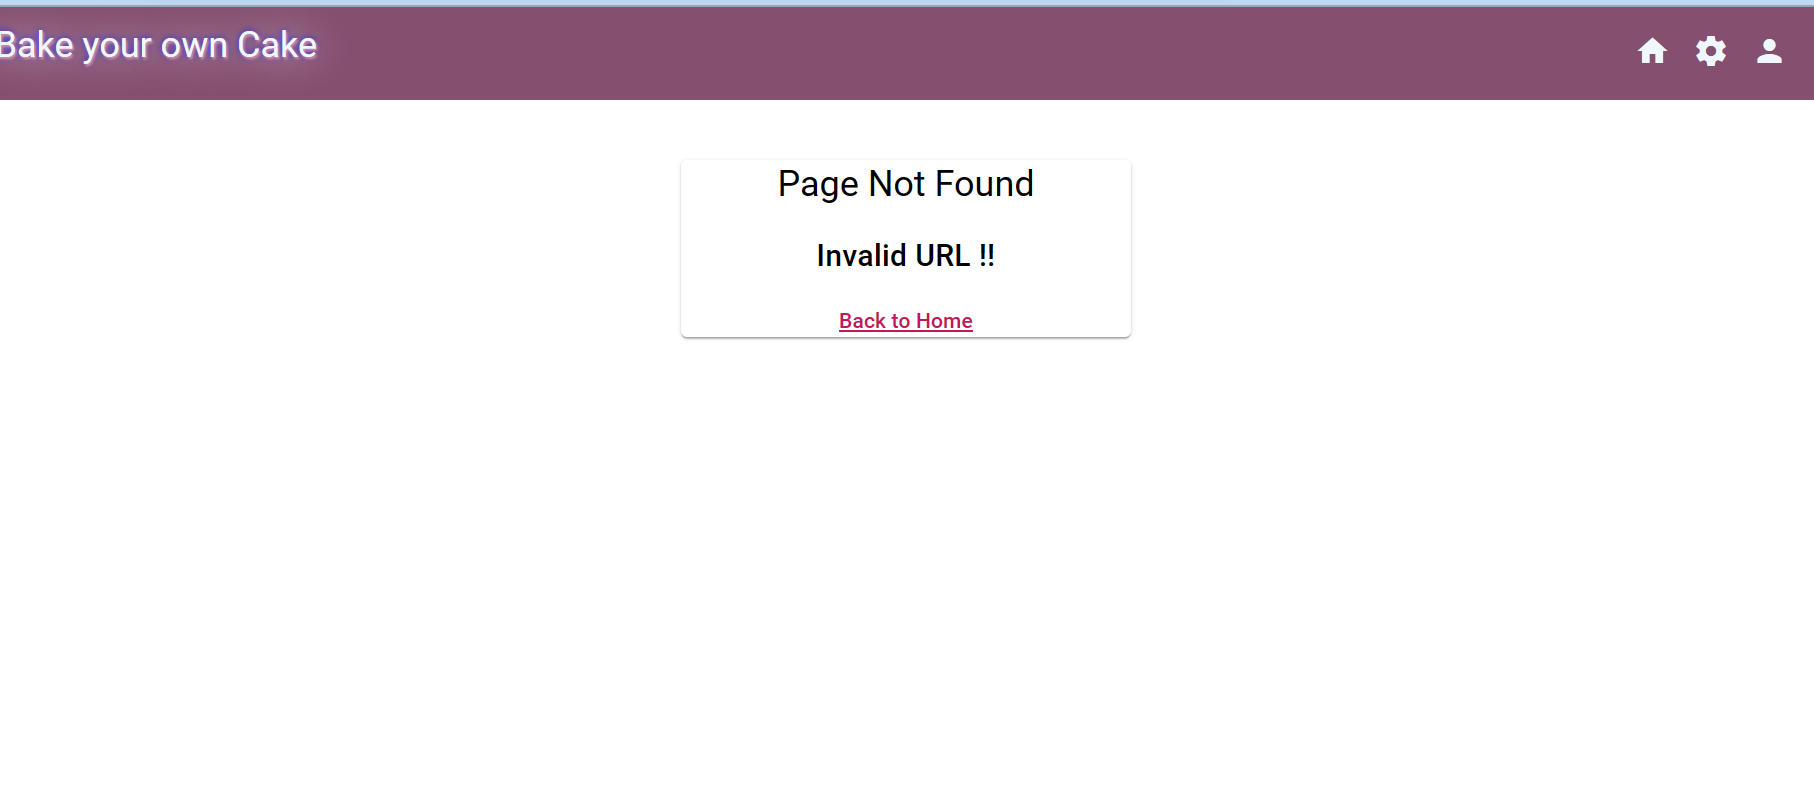 Bake your own Cake
Page Not Found
Invalid URL !!
Back to Home